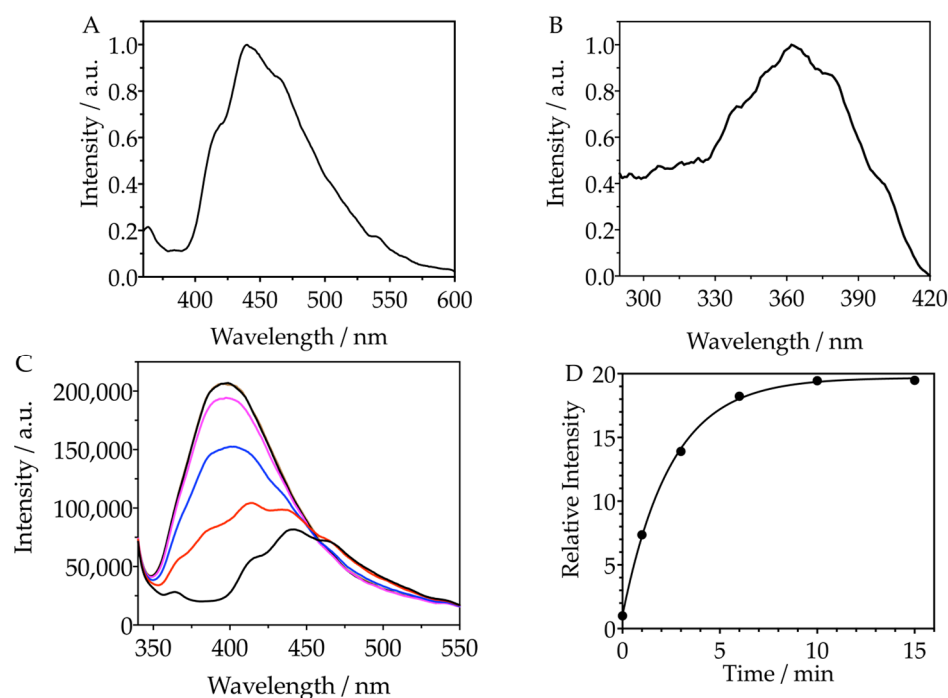 A
Intensity / a.u.
1.0
0.8
0.6
0.4
0.2
0.0
400 450 500 550 600
Wavelength / nm
B
Intensity / a.u.
1.0
0.8
0.6
0.4
0.2
0.0
300 330 360 390 420
Wavelength / nm
C
Intensity / a.u.
200,000
150,000
100,000
50,000
0
350 400 450 500 550
Wavelength / nm
D
Relative Intensity
20
15
10
5
0
0 5 10 15
Time / min